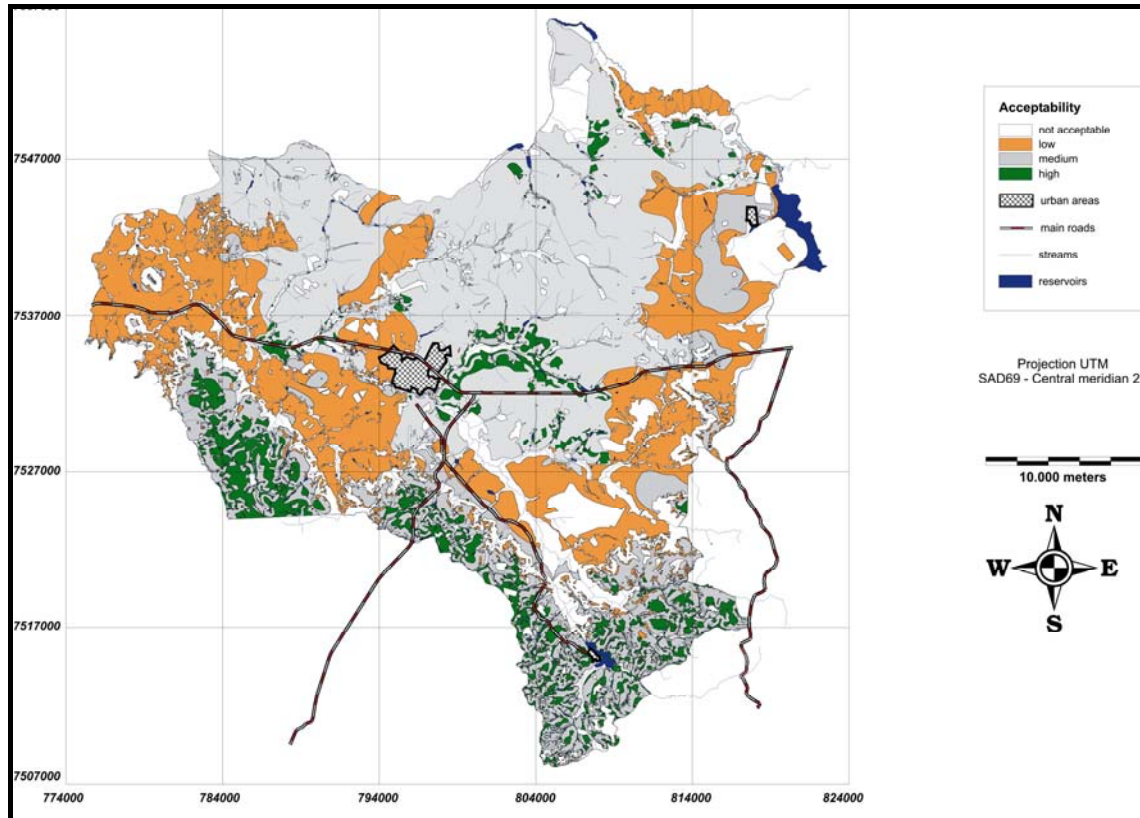 7547000
7537000
7527000
7517000
7507000
774000
784000
794000
804000
814000
824000
Acceptability
not acceptable
low
medium
high
urban areas
main roads
streams
reservoirs
Projection UTM
SAD69 - Central meridian 2
10.000 meters
N
W
E
S